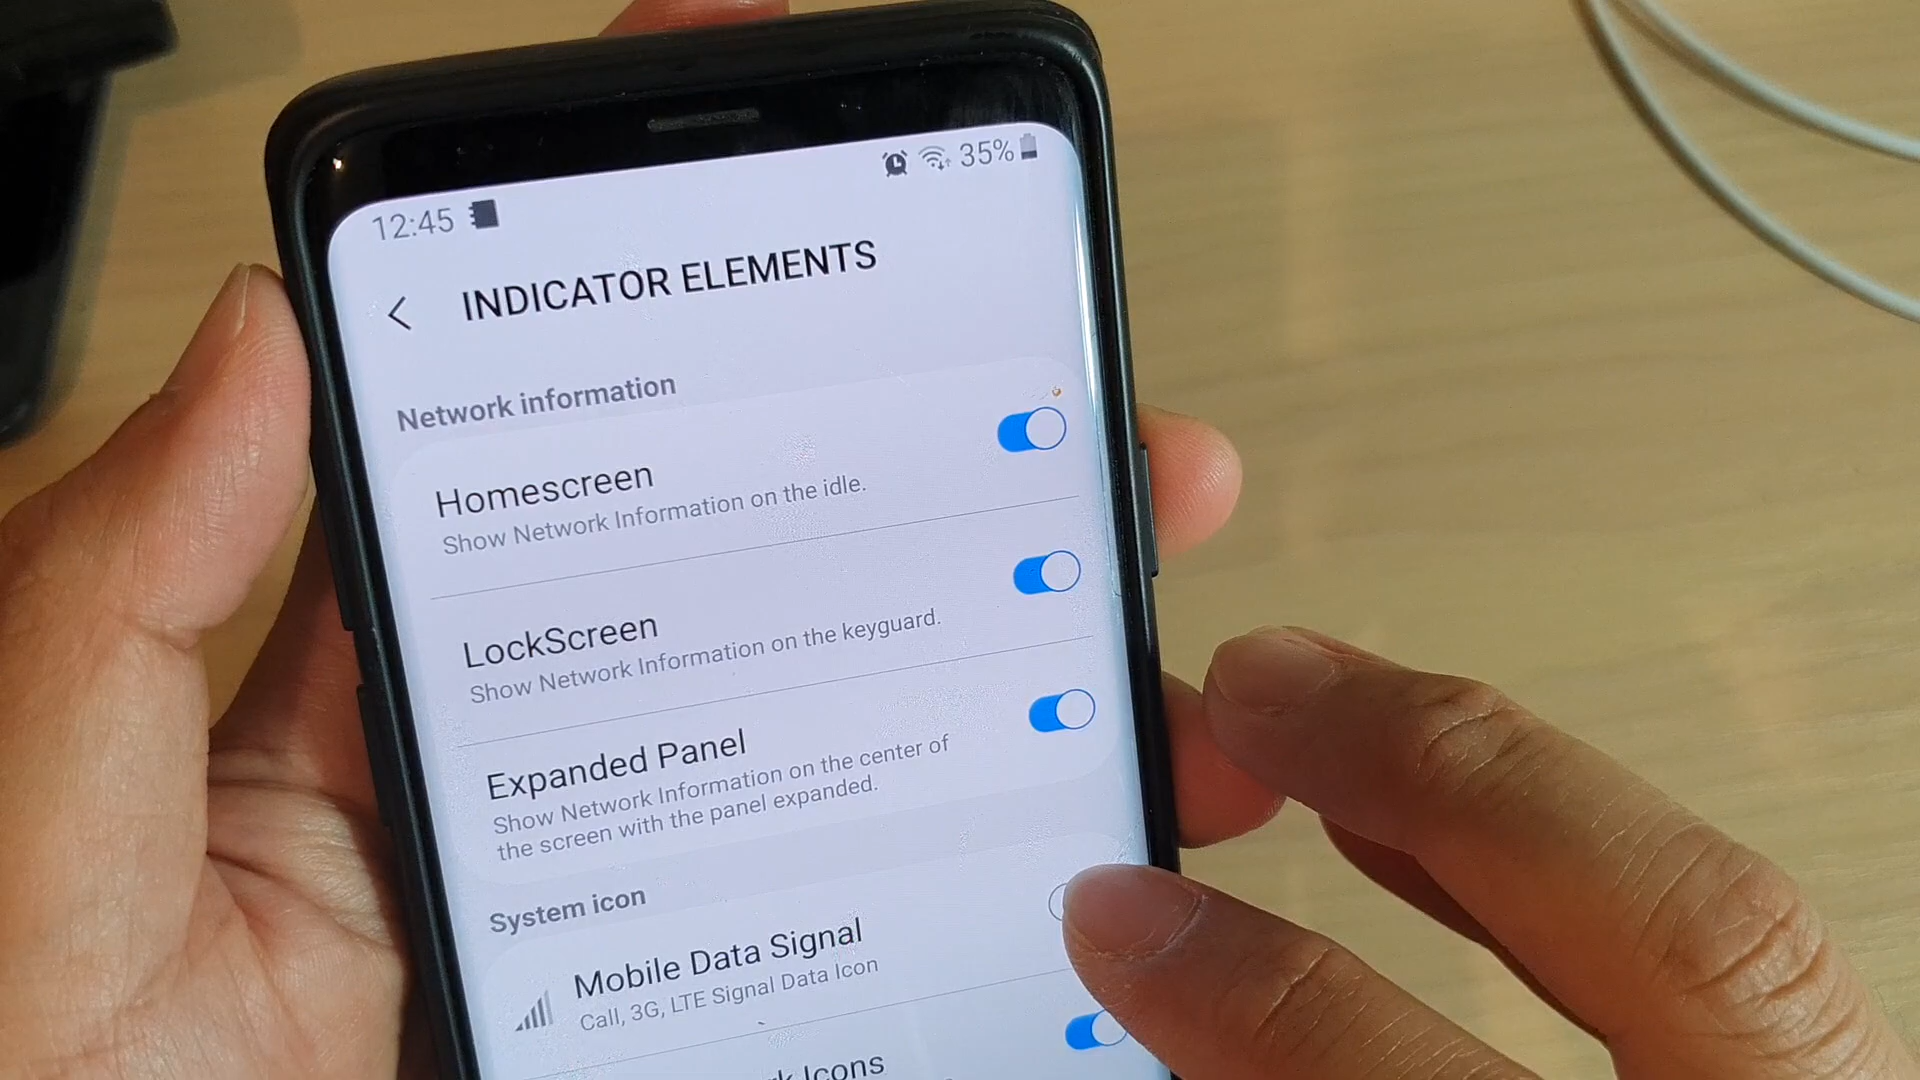 12:45
35%
INDICATOR ELEMENTS
Network information
Homescreen
Show Network Information on the idle.
LockScreen
Show Network Information on the keyguard.
Expanded Panel
Show Network Information on the center of
the screen with the panel expanded.
System icon
Mobile Data Signal
Call, 3G, LTE Signal Data Icon
Icons